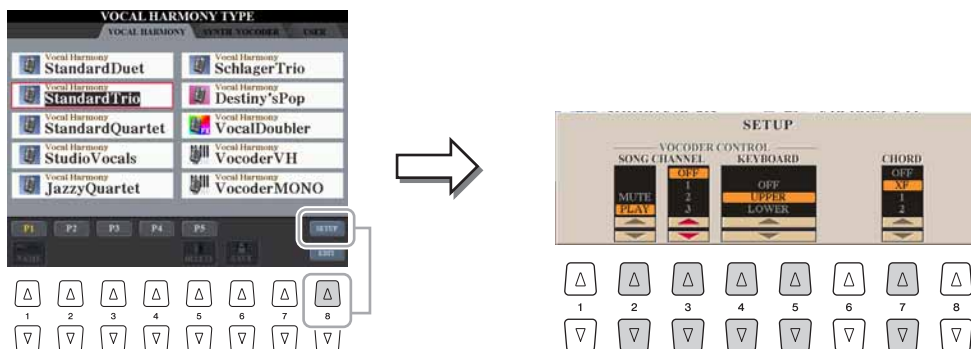 VOCAL HARMONY TYPE
VOCAL HARMONY SYNTH VOCODER USER
Vocal Harmony
StandardDuet
Vocal Harmony
SchlagerTrio
Vocal Harmony
StandardTrio
Vocal Harmony
Destiny'sPop
Vocal Harmony
StandardQuartet
Vocal Harmony
VocalDoubler
Vocal Harmony
StudioVocals
Vocal Harmony
VocoderVH
Vocal Harmony
JazzyQuartet
Vocal Harmony
VocoderMONO
P1 P2 P3 P4 P5 SETUP
NAME DELETE SAVE EDIT
1 2 3 4 5 6 7 8
SETUP
VOCODER CONTROL
SONG CHANNEL KEYBOARD CHORD
OFF OFF
1 OFF XF
MUTE 2 UPPER 1
PLAY 3 LOWER 2
1 2 3 4 5 6 7 8